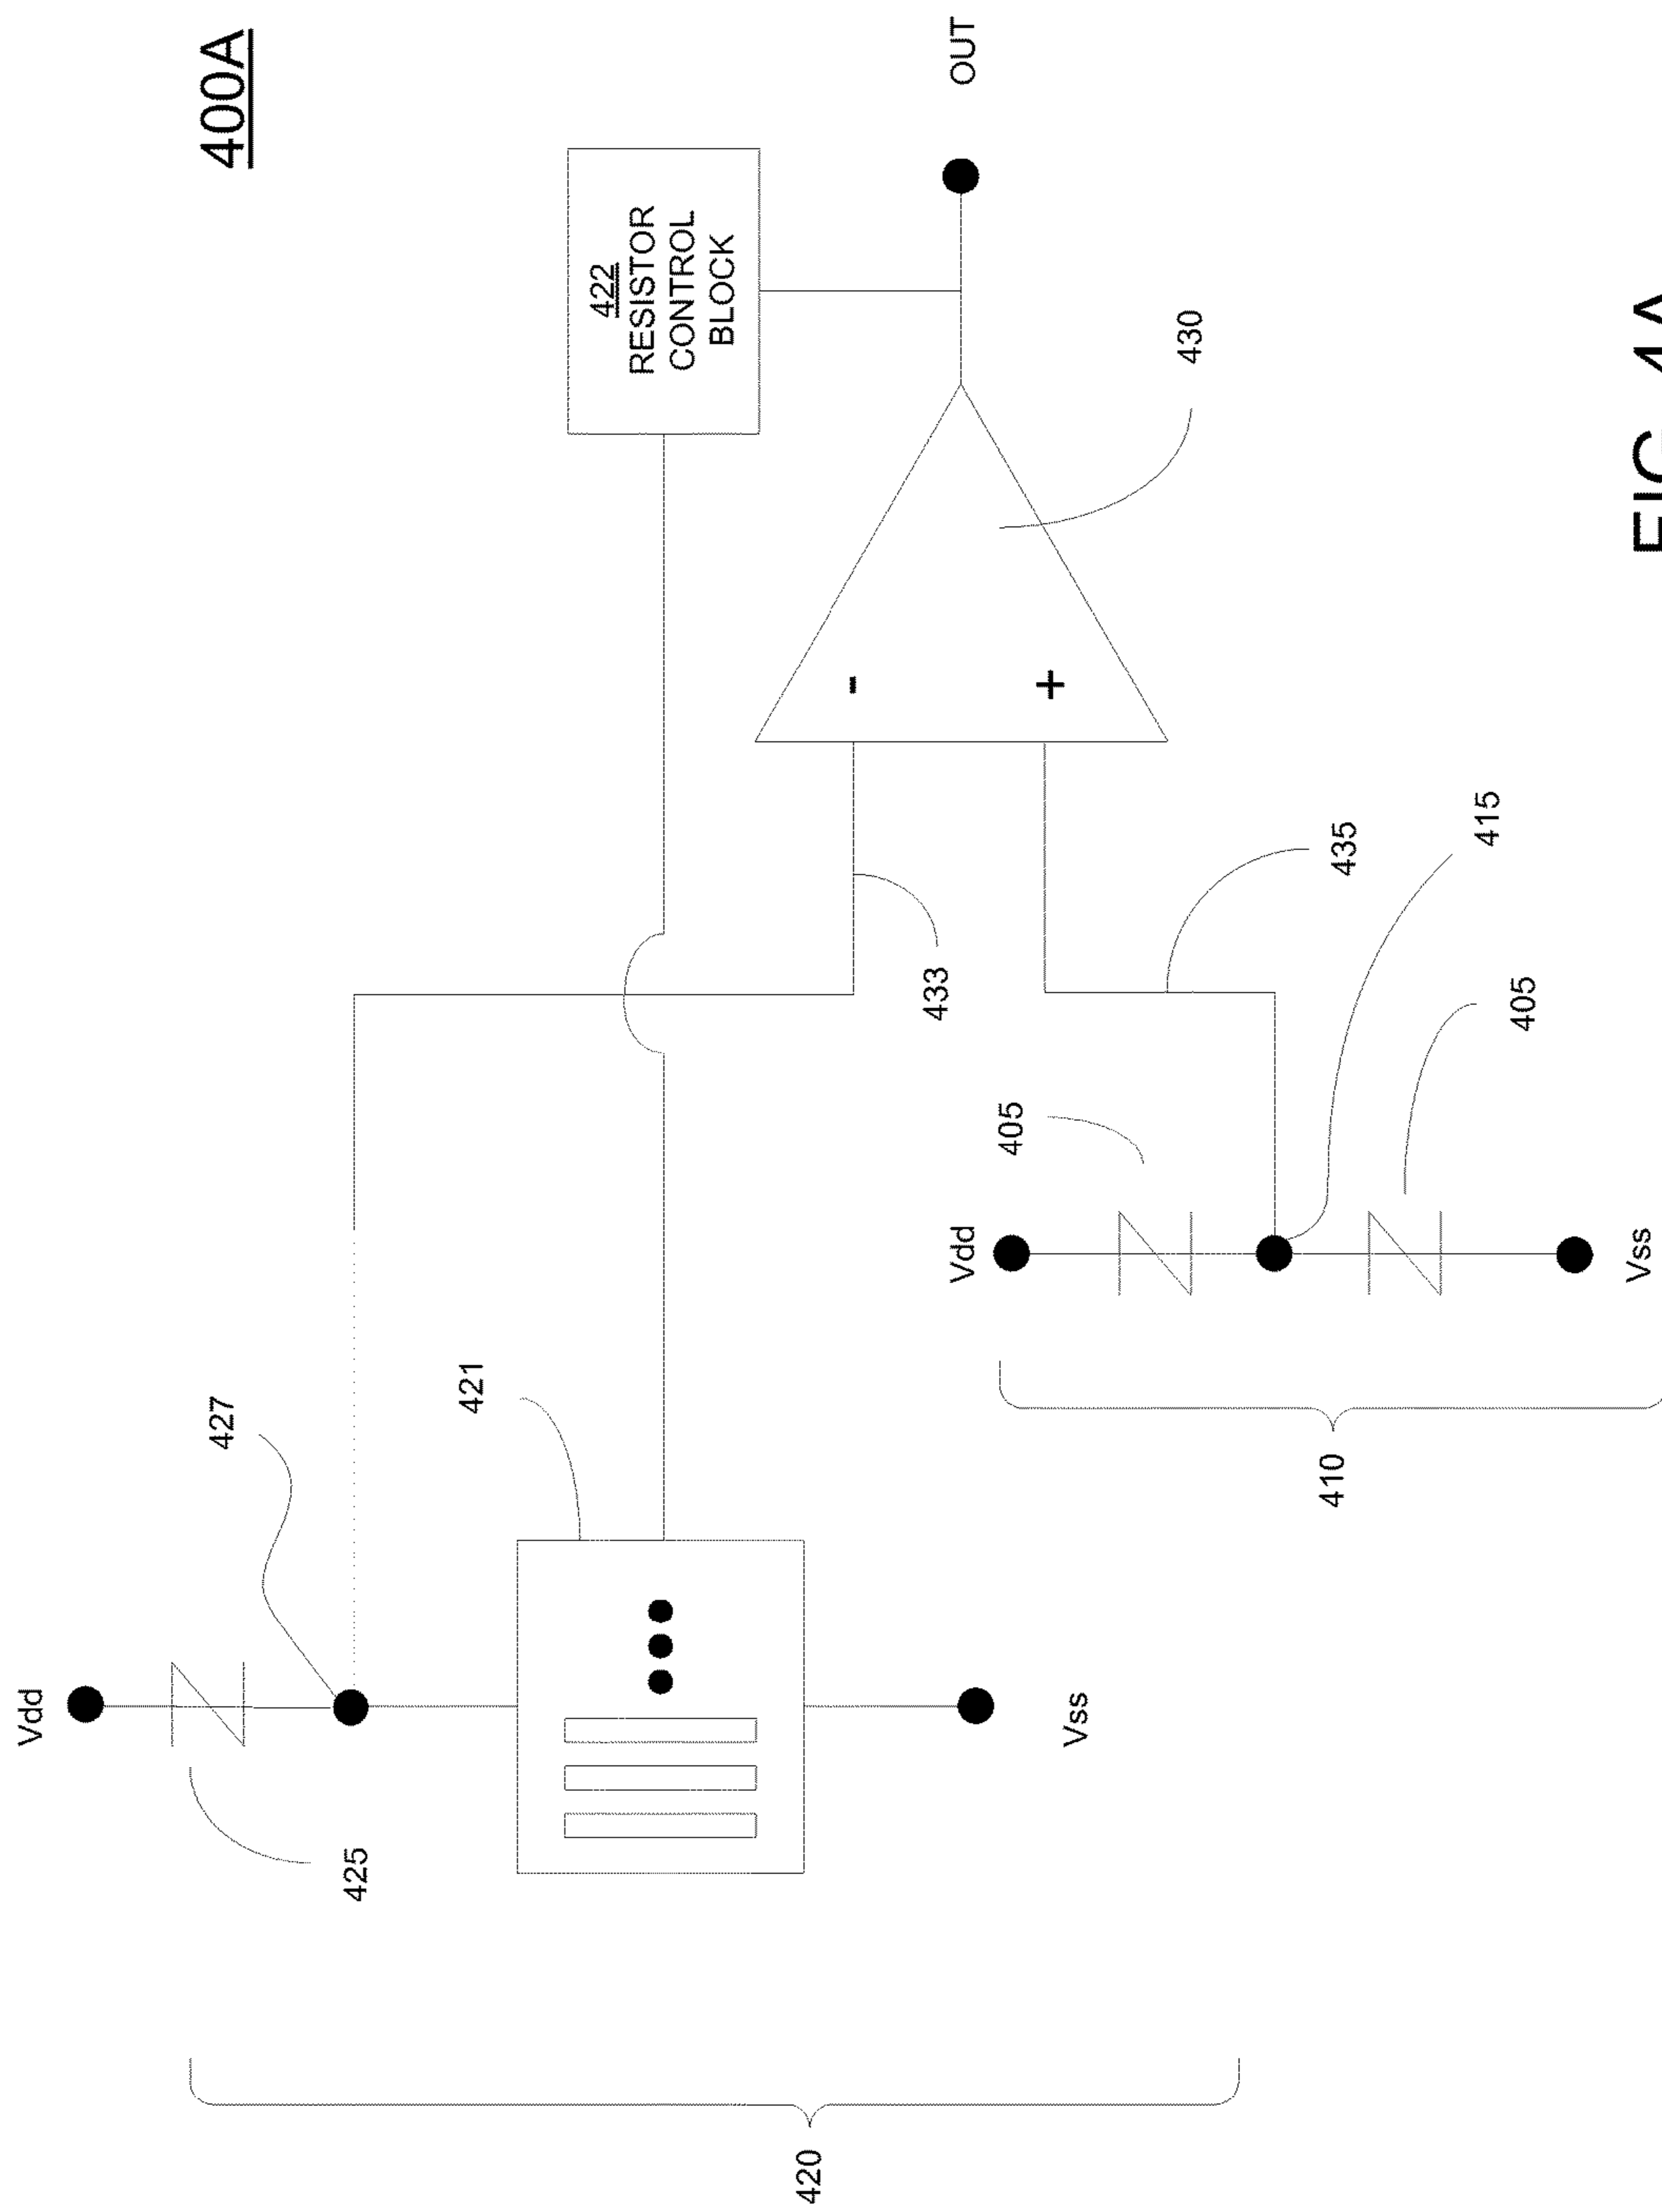 400A
Vdd
427
425
421
422
RESISTOR
CONTROL
BLOCK
OUT
-
+
430
433
435
415
405
405
Vdd
Vss
410
Vss
420